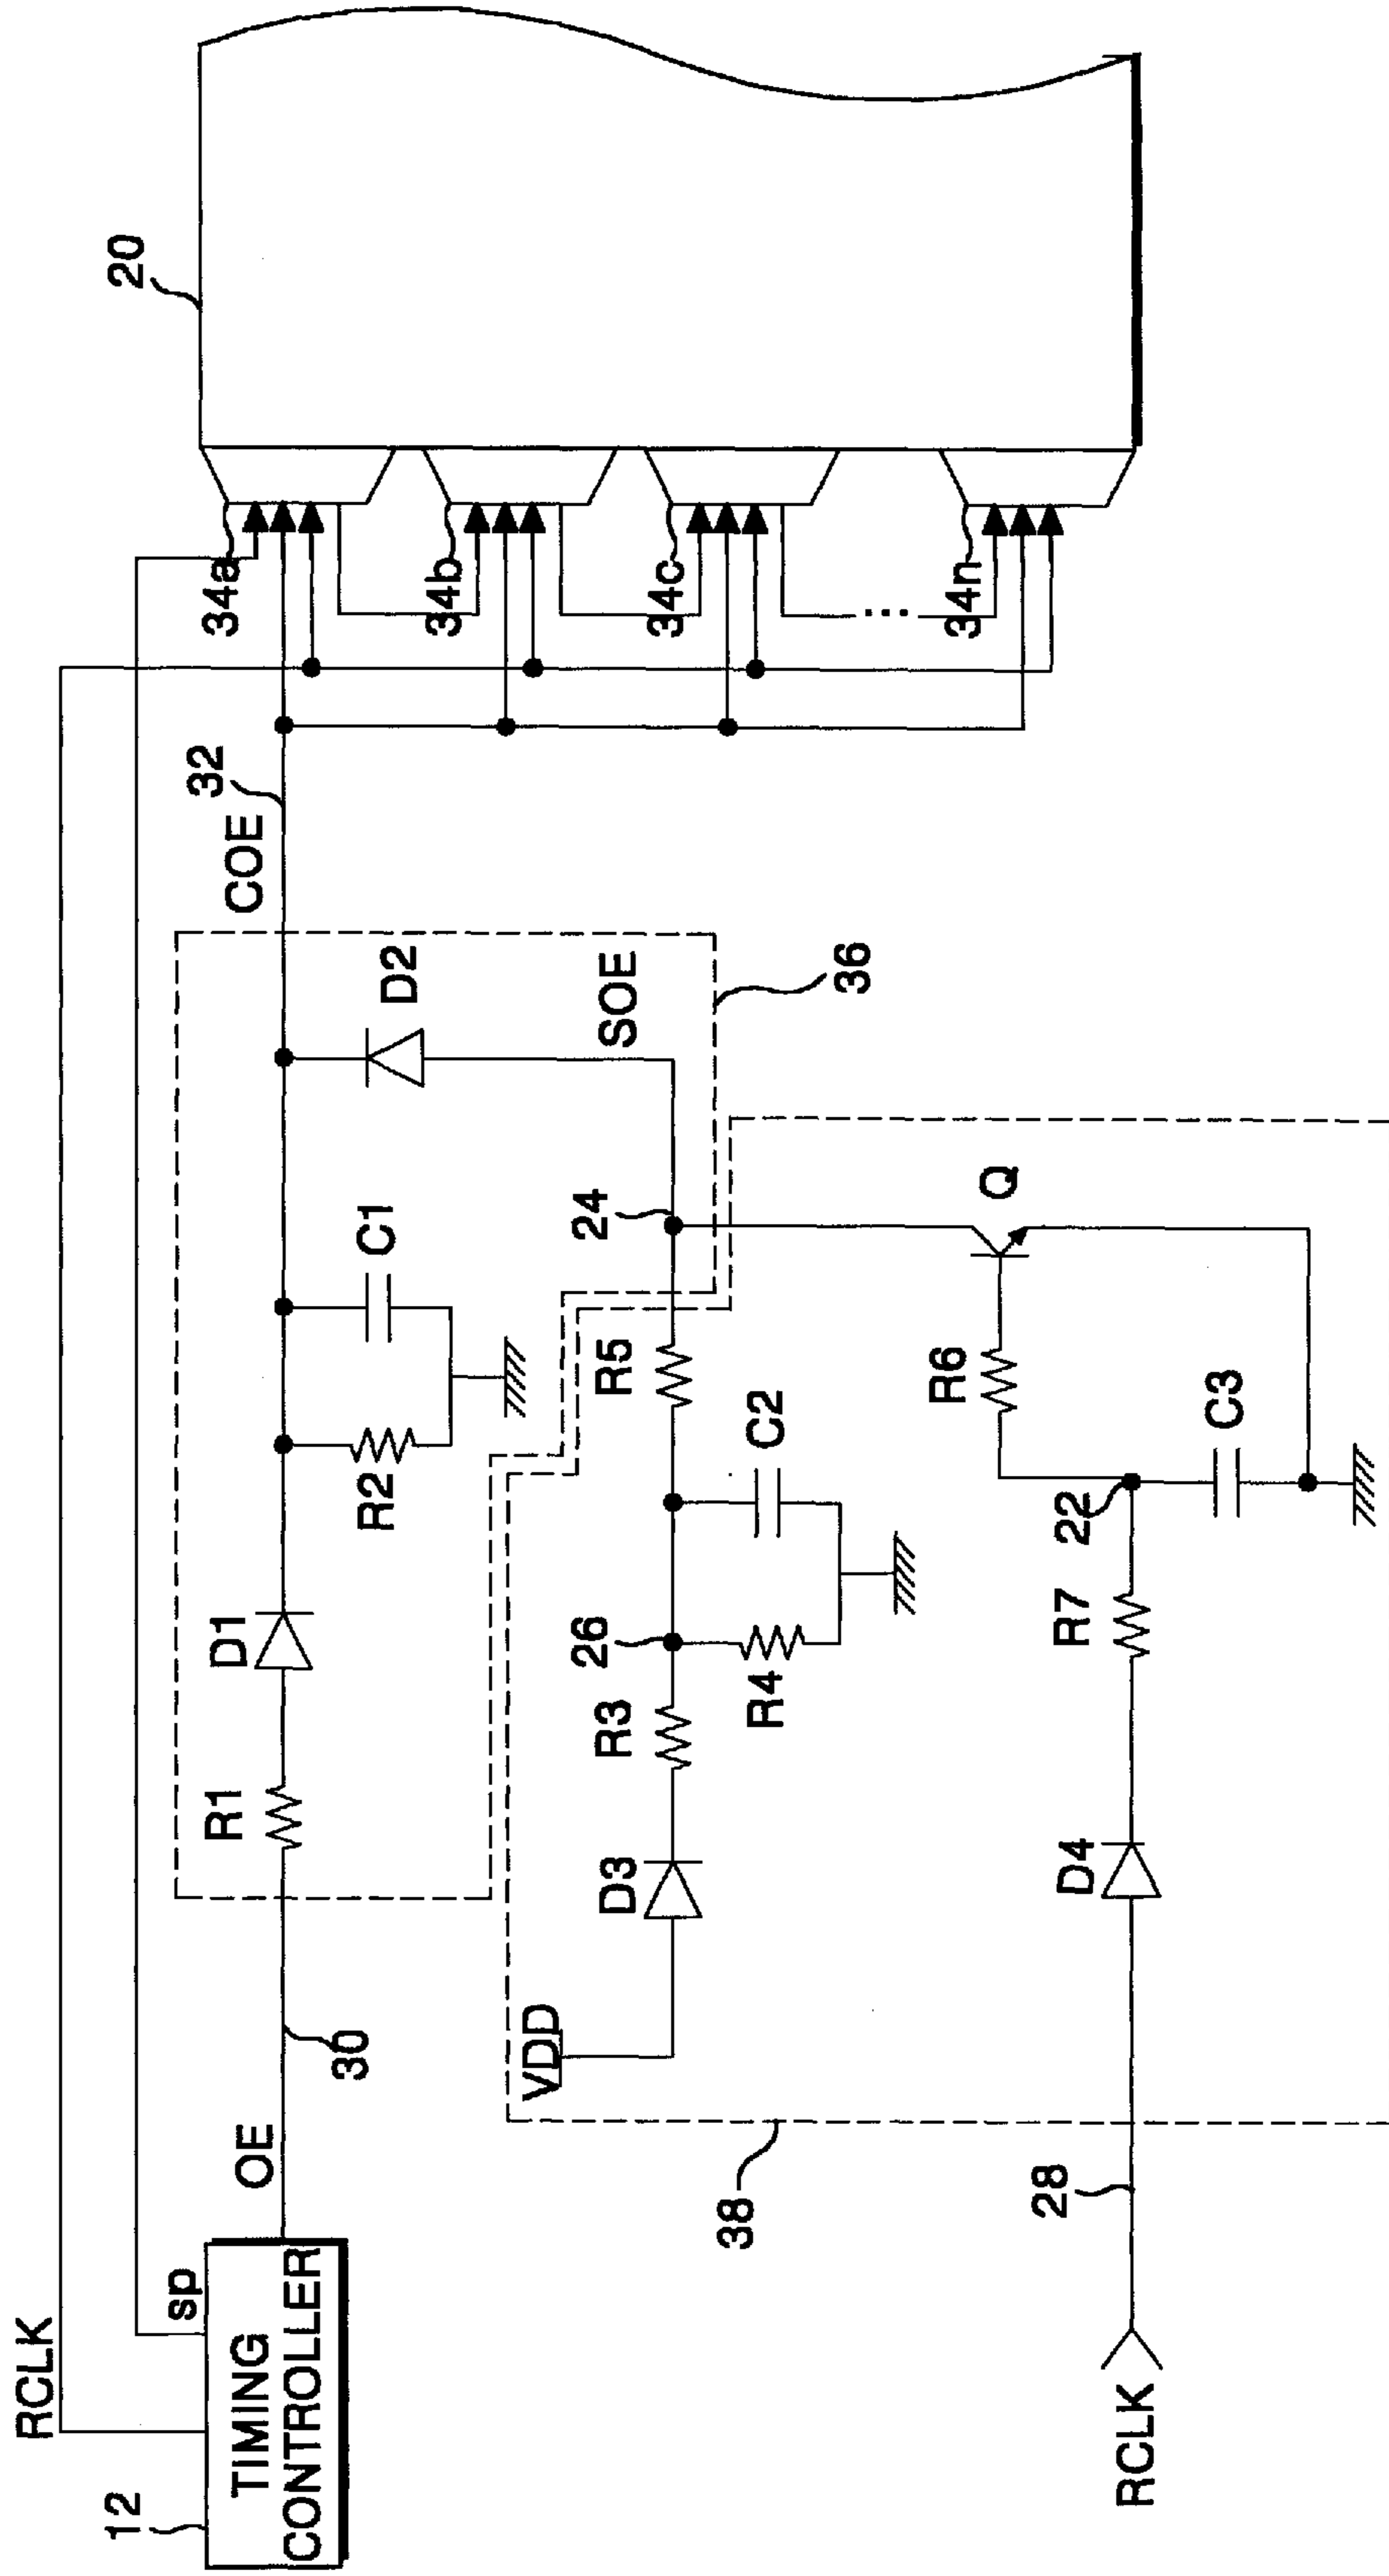 RCLK
12
sp
TIMING
CONTROLLER
OE
30
R1
D1
R2
C1
D2
SOE
36
COE
32
34a
34b
34c
34n
...
20
VDD
D3
R3
26
R4
C2
R5
24
38
RCLK
28
D4
R7
22
C3
R6
Q